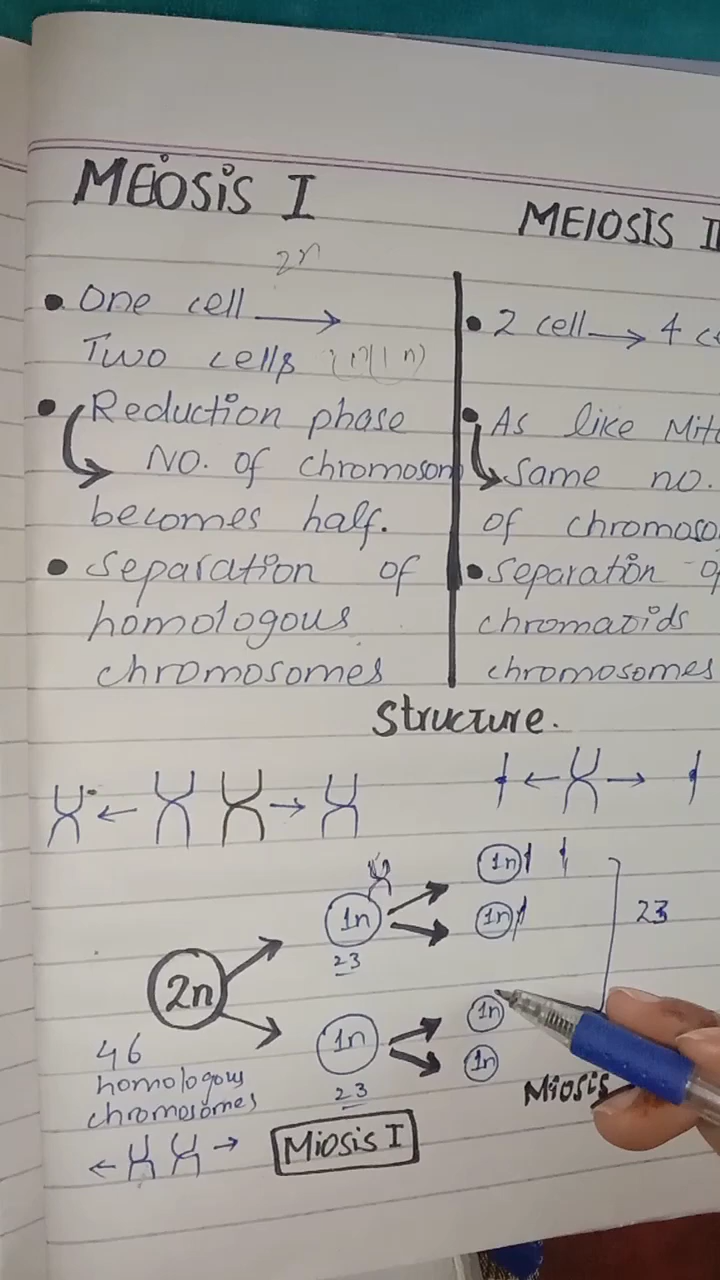 MEiOSiS I
2n
• One cell →
Two cells
• Reduction phase
NO. of chromosom
becomes half.
• Separation of
homologous
chromosomes
MEIOSIS II
• 2 cell → 4 c
• As like Mit
Same no.
of chromoso
• Separation of
chromatids
chromosomes
Structure.
2n
46
homologous
chromosomes
1n
23
1n
23
1n
1n
1n
1n
23
Miosis I
Miosis